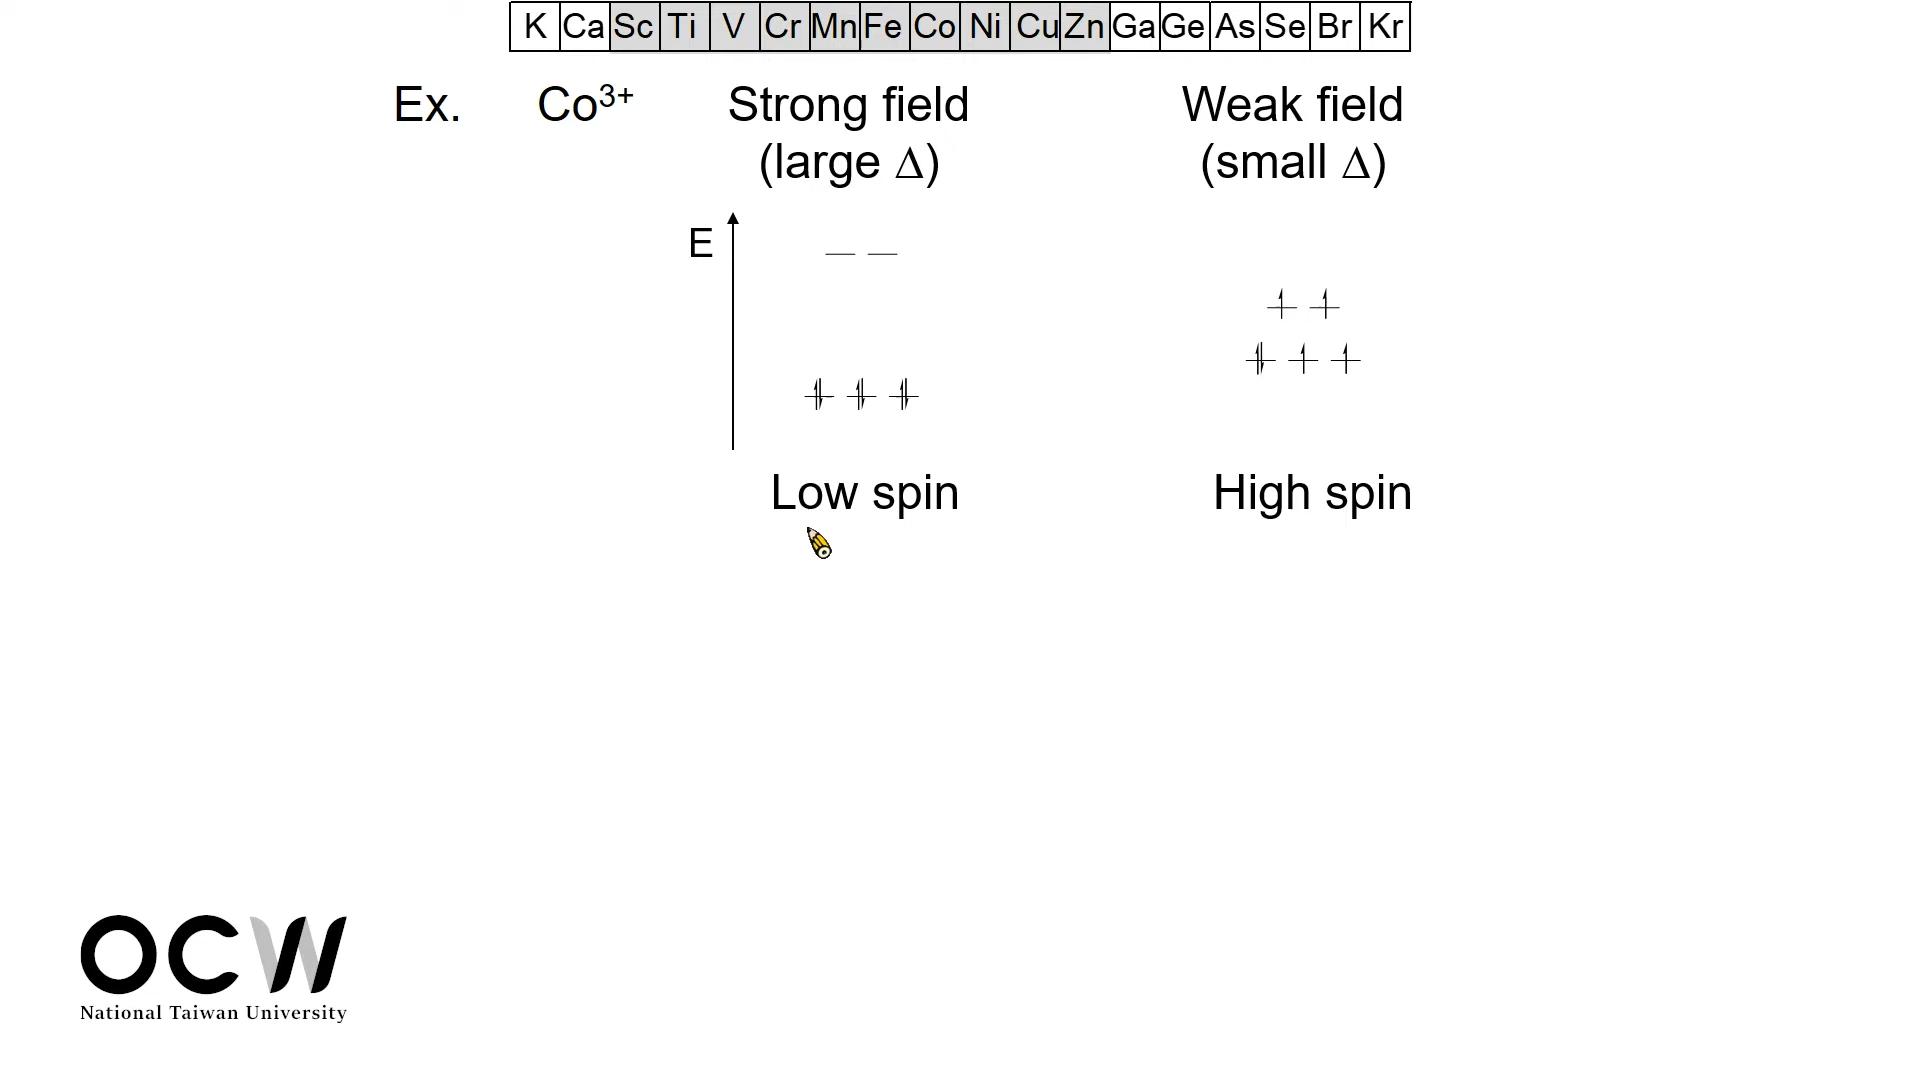 K Ca Sc Ti V Cr Mn Fe Co Ni Cu Zn Ga Ge As Se Br Kr
Ex. Co³⁺ Strong field Weak field
(large Δ) (small Δ)
E
Low spin High spin
OCW
National Taiwan University